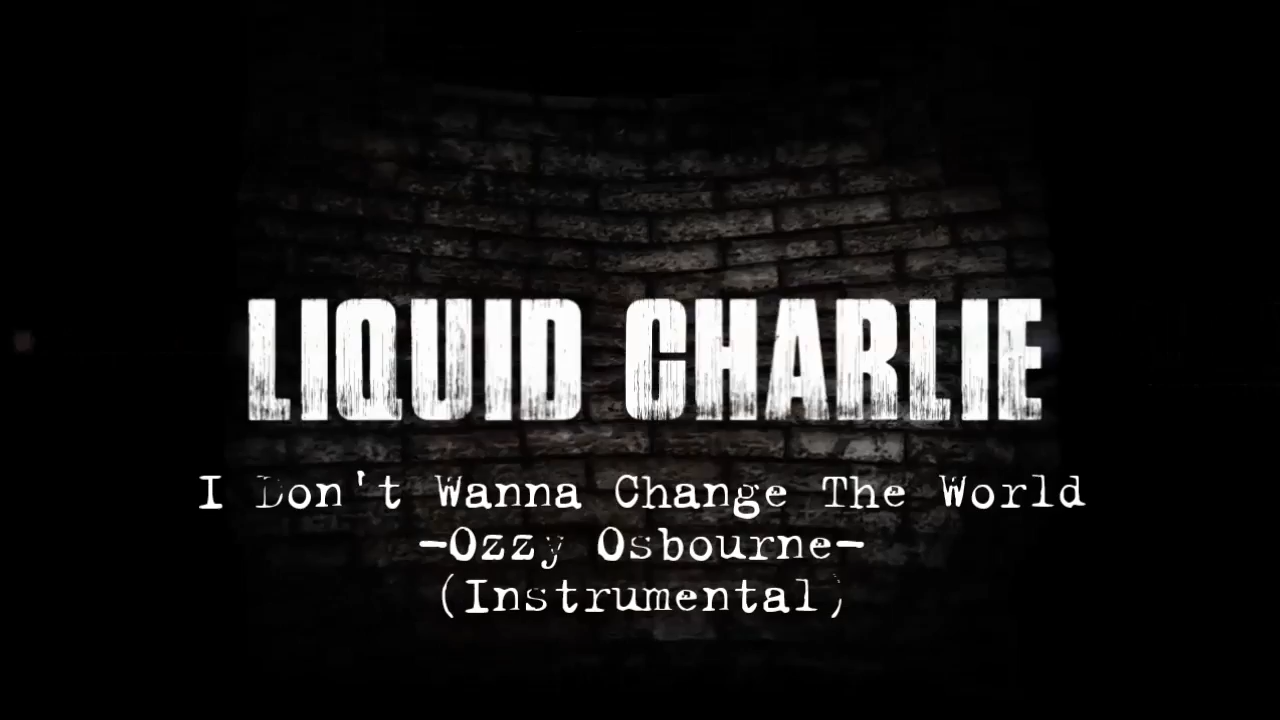 LIQUID CHARLIE
I Don't Wanna Change The World
-Ozzy Osbourne-
(Instrumental)